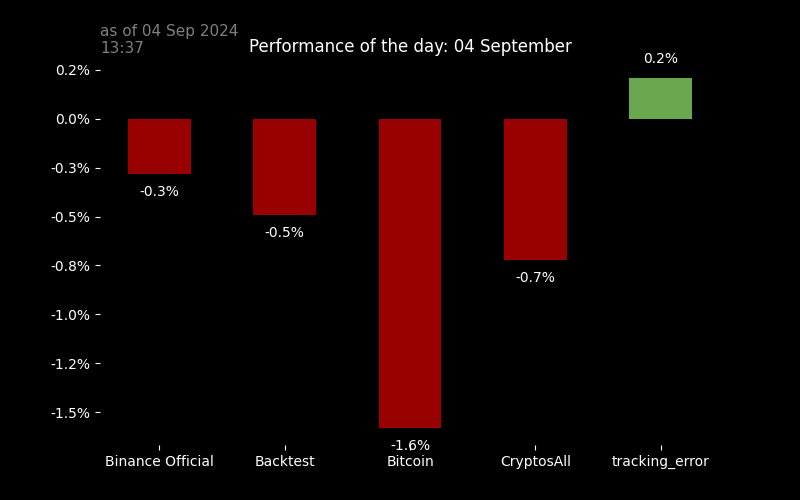 as of 04 Sep 2024
13:37
Performance of the day: 04 September
0.2%
0.2%
0.0%
-0.3%
-0.3%
-0.5%
-0.5%
-0.8%
-0.7%
-1.0%
-1.2%
-1.5%
-1.6%
Binance Official
Backtest
Bitcoin
CryptosAll
tracking_error